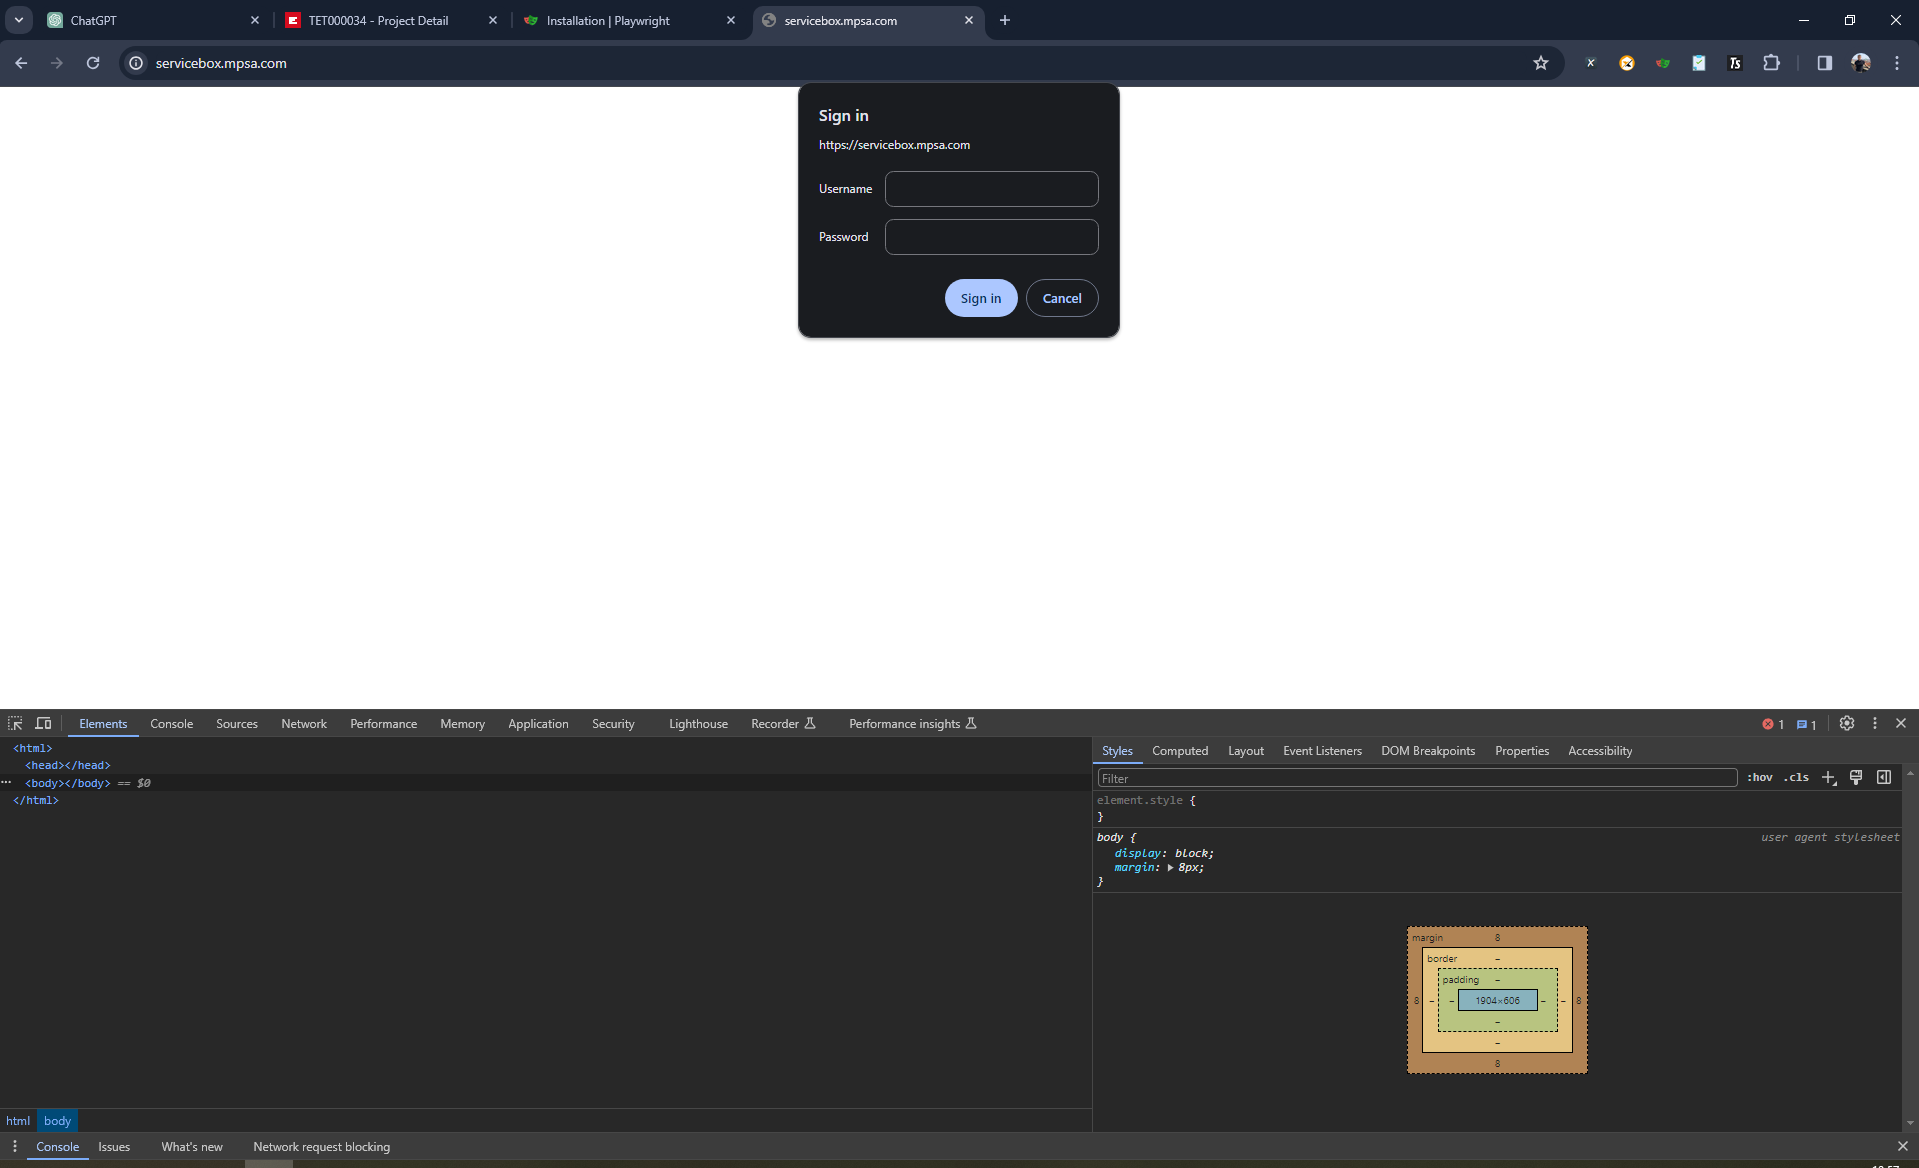 ChatGPT
TET000034 - Project Detail
Installation | Playwright
servicebox.mpsa.com
servicebox.mpsa.com
Ts
Sign in
https://servicebox.mpsa.com
Username
Password
Sign in
Cancel
Elements
Console
Sources
Network
Performance
Memory
Application
Security
Lighthouse
Recorder
Performance insights
1
1
<html>
<head></head>
··· <body></body> == $0
</html>
Styles
Computed
Layout
Event Listeners
DOM Breakpoints
Properties
Accessibility
Filter
:hov
.cls
element.style {
}
body {
user agent stylesheet
display: block;
margin: 8px;
}
margin
8
border
–
padding
–
8
–
–
1904×606
–
–
8
–
–
8
html
body
Console
Issues
What's new
Network request blocking